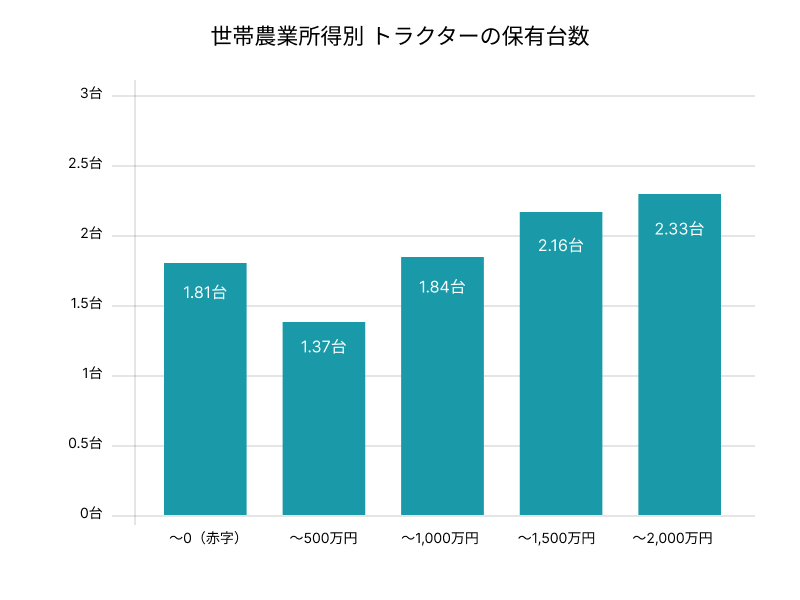 世帯農業所得別 トラクターの保有台数
3台
2.5台
2台
1.5台
1台
0.5台
0台
1.81台
1.37台
1.84台
2.16台
2.33台
〜0（赤字）
〜500万円
〜1,000万円
〜1,500万円
〜2,000万円